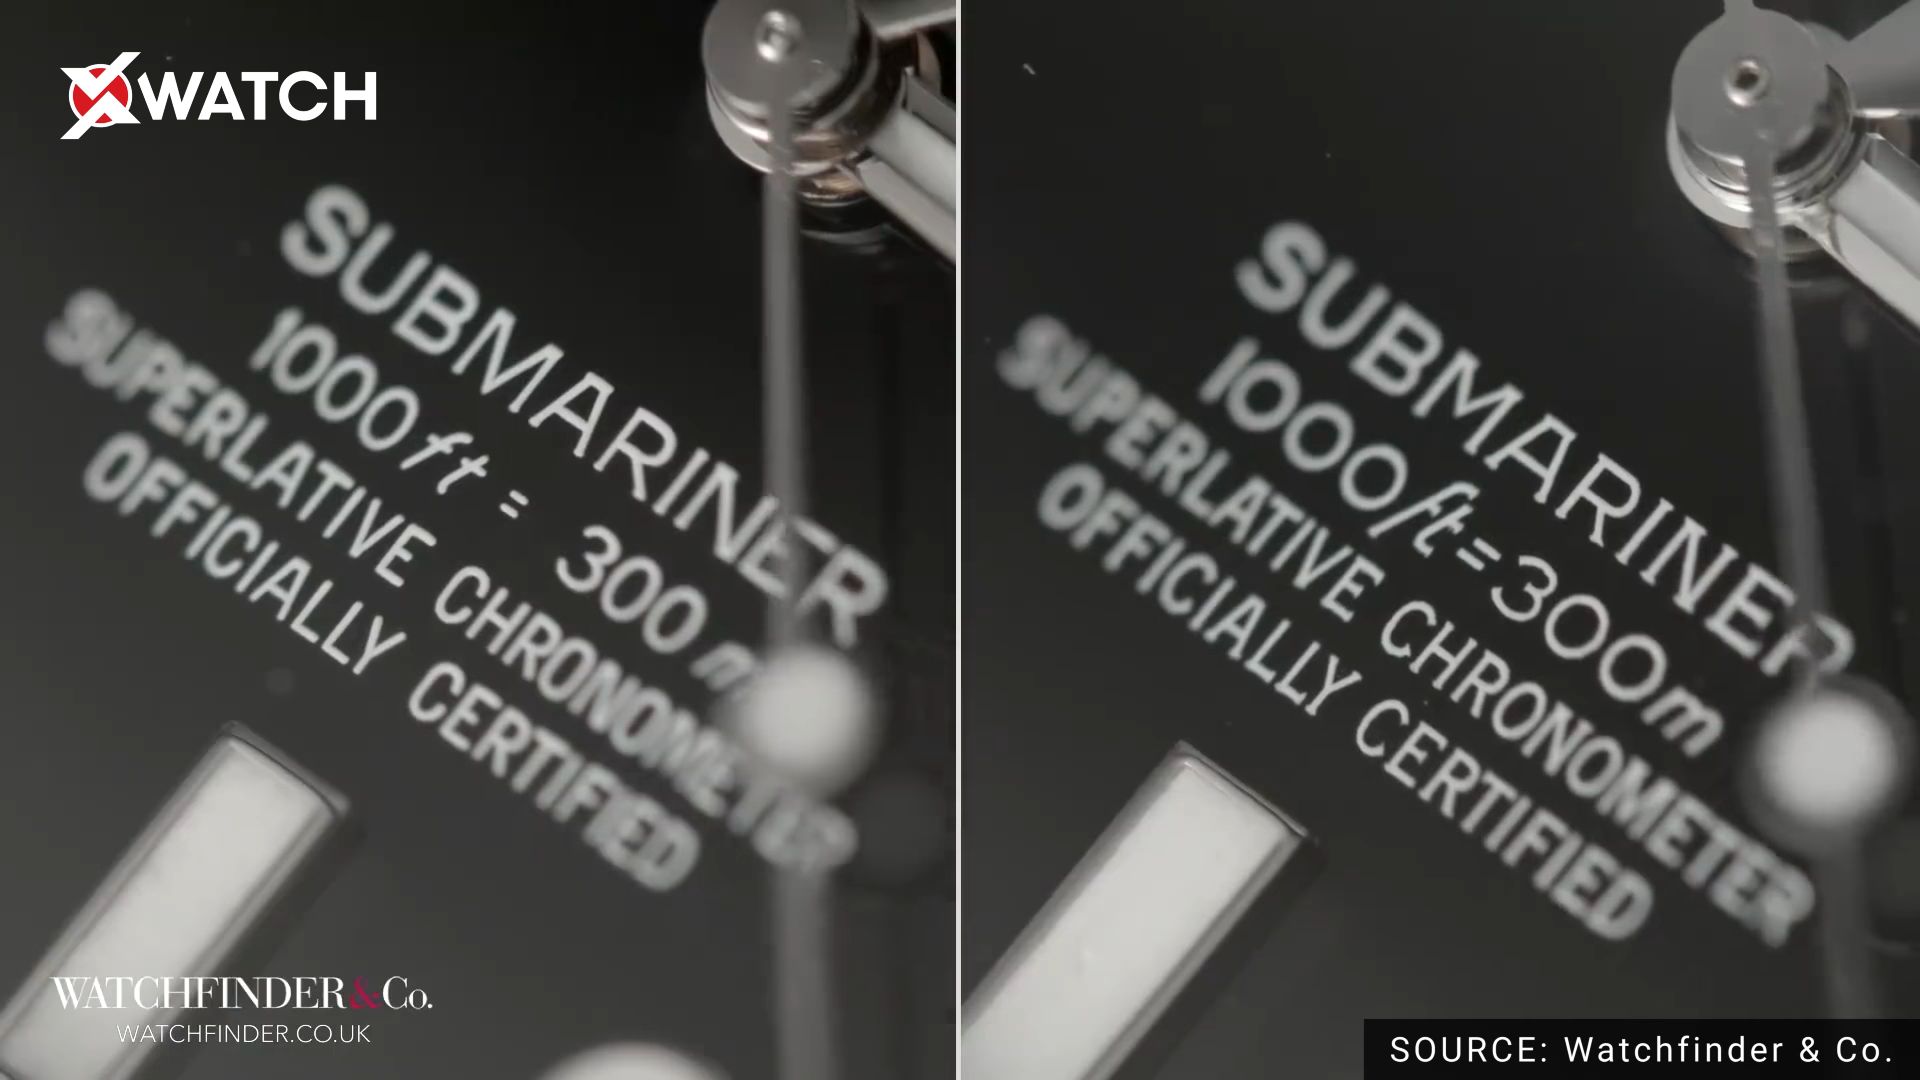 WATCH
SUBMARINER
1000ft = 300m
SUPERLATIVE CHRONOMETER
OFFICIALLY CERTIFIED
SUBMARINER
1000ft=300m
SUPERLATIVE CHRONOMETER
OFFICIALLY CERTIFIED
WATCHFINDER&Co.
WATCHFINDER.CO.UK
SOURCE: Watchfinder & Co.